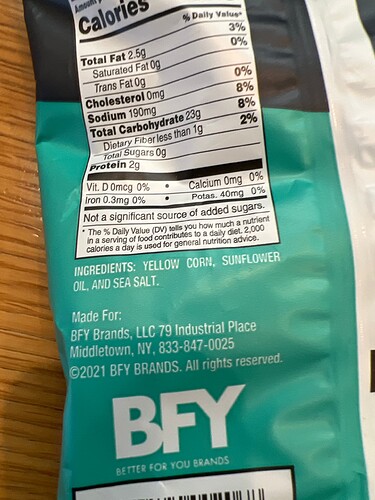 Amount
Calories
% Daily Value*
3%
Total Fat 2.5g 0%
Saturated Fat 0g
Trans Fat 0g 0%
Cholesterol 0mg 8%
Sodium 190mg 8%
Total Carbohydrate 23g 2%
Dietary Fiber less than 1g
Total Sugars 0g
Protein 2g
Vit. D 0mcg 0% • Calcium 0mg 0%
Iron 0.3mg 0% • Potas. 40mg 0%
Not a significant source of added sugars.
* The % Daily Value (DV) tells you how much a nutrient
in a serving of food contributes to a daily diet. 2,000
calories a day is used for general nutrition advice.
INGREDIENTS: YELLOW CORN, SUNFLOWER
OIL, AND SEA SALT.
Made For:
BFY Brands, LLC 79 Industrial Place
Middletown, NY, 833-847-0025
©2021 BFY BRANDS. All rights reserved.
BFY
BETTER FOR YOU BRANDS